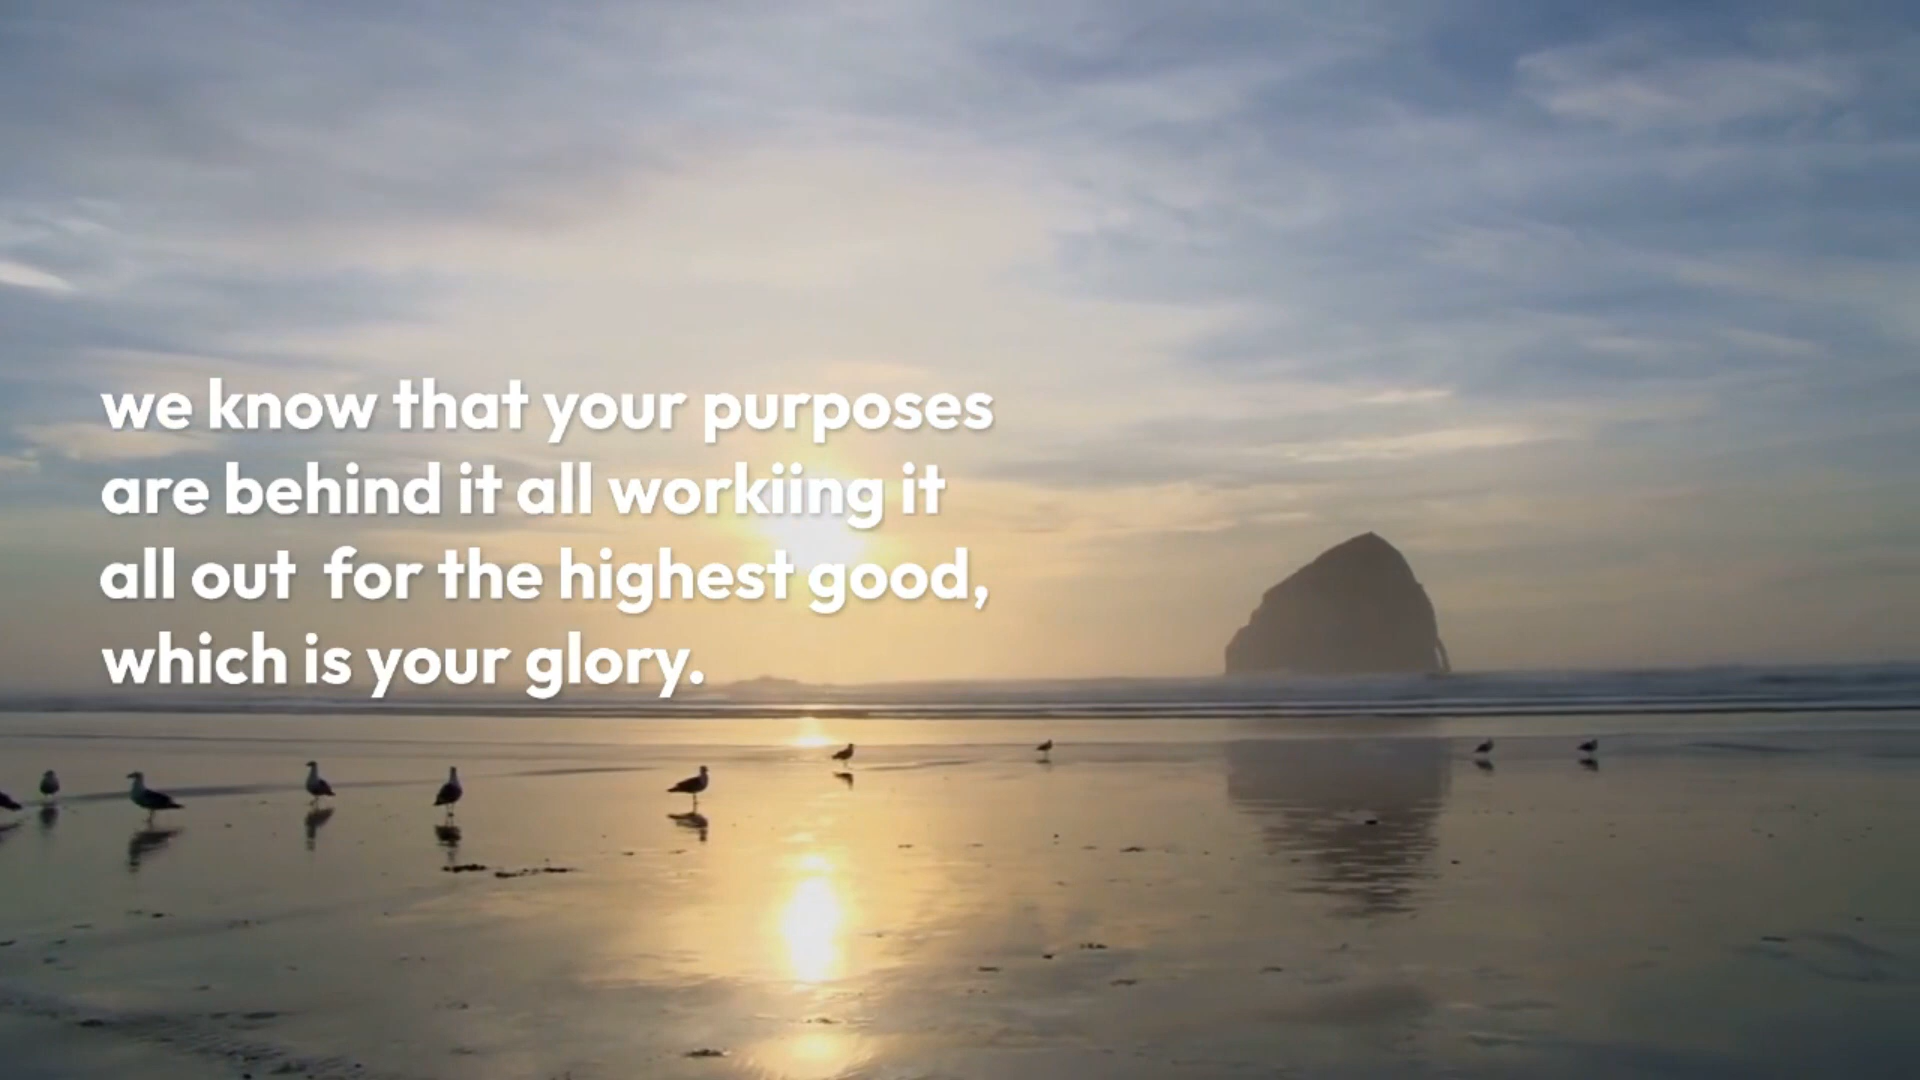 we know that your purposes
are behind it all workiing it
all out  for the highest good,
which is your glory.